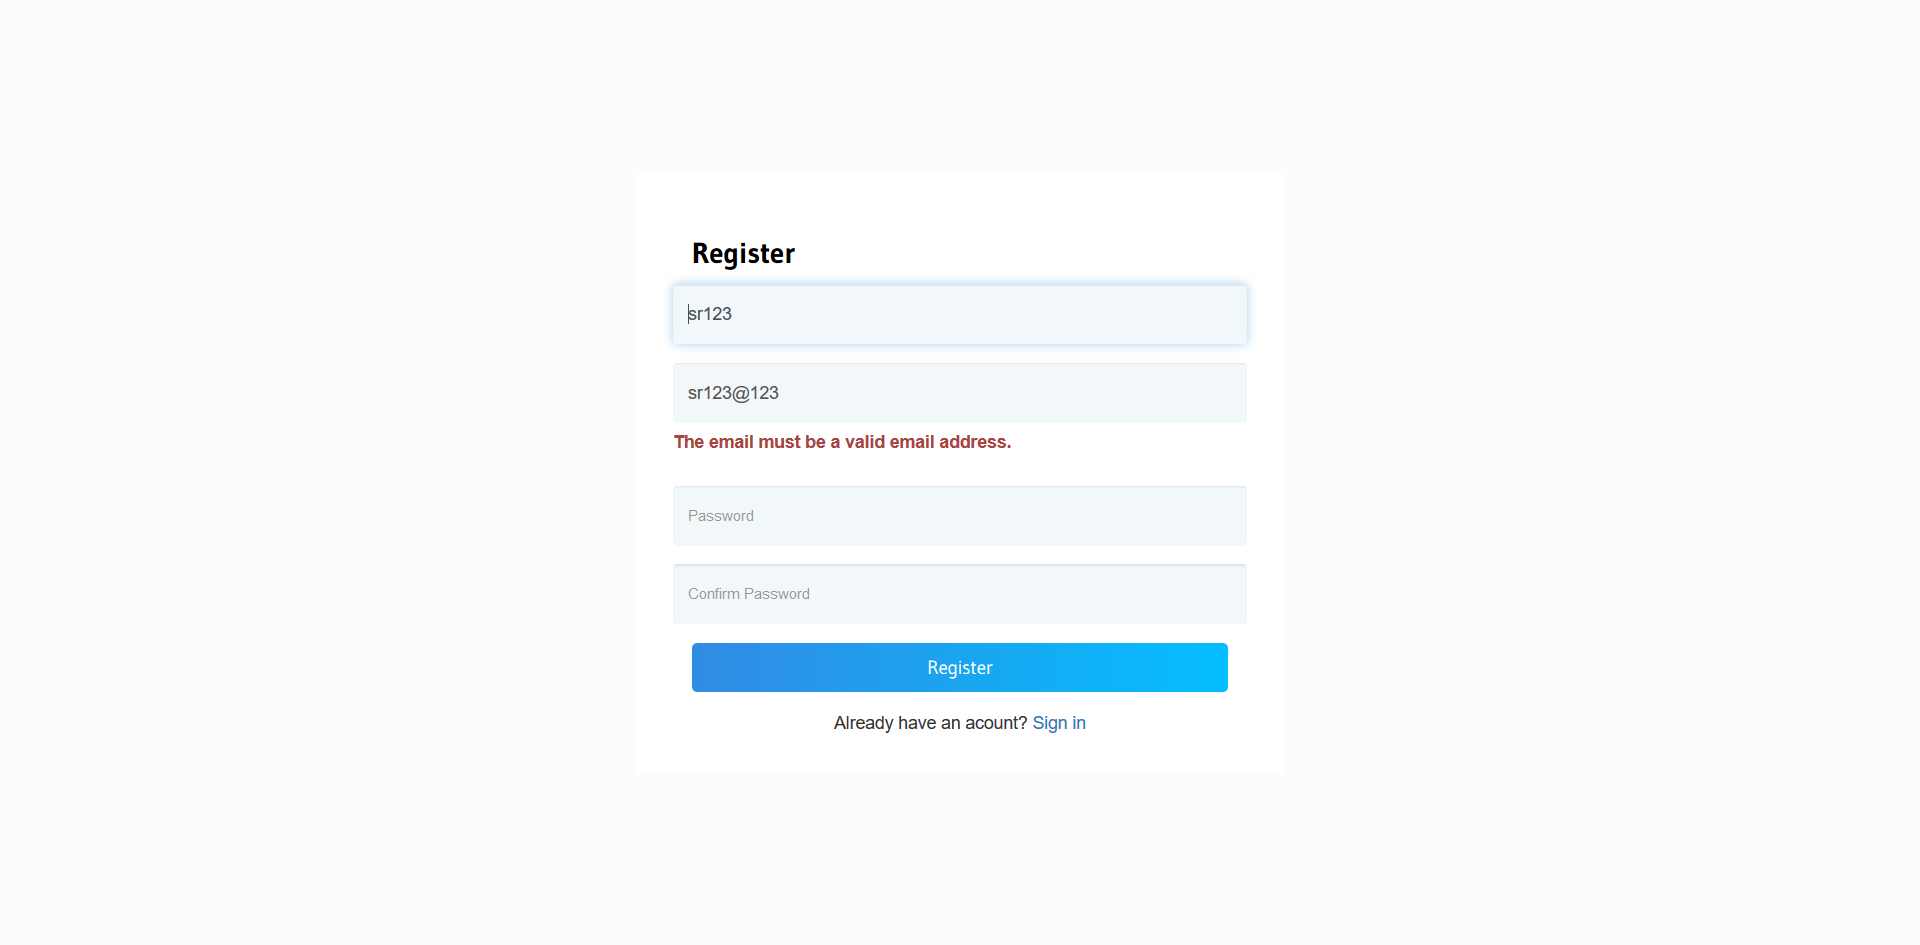 Register
sr123
sr123@123
The email must be a valid email address.
Password
Confirm Password
Register
Already have an acount? Sign in